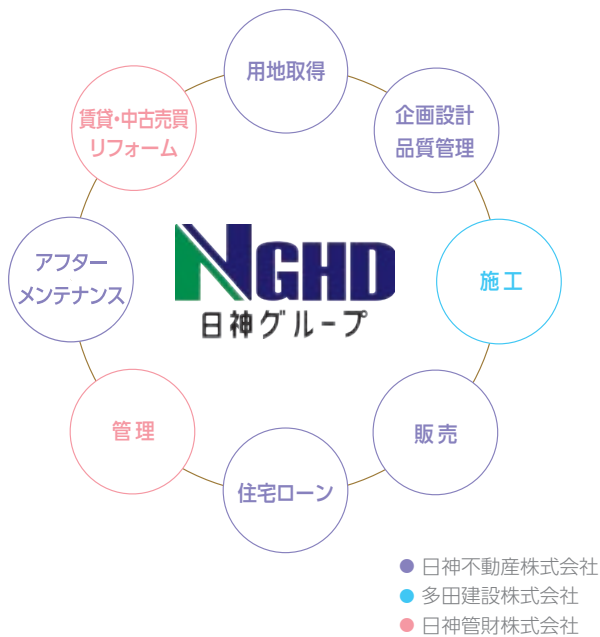 用地取得
企画設計
品質管理
施工
販売
住宅ローン
管理
アフター
メンテナンス
賃貸・中古売買
リフォーム
NGHD
日神グループ
日神不動産株式会社
多田建設株式会社
日神管財株式会社